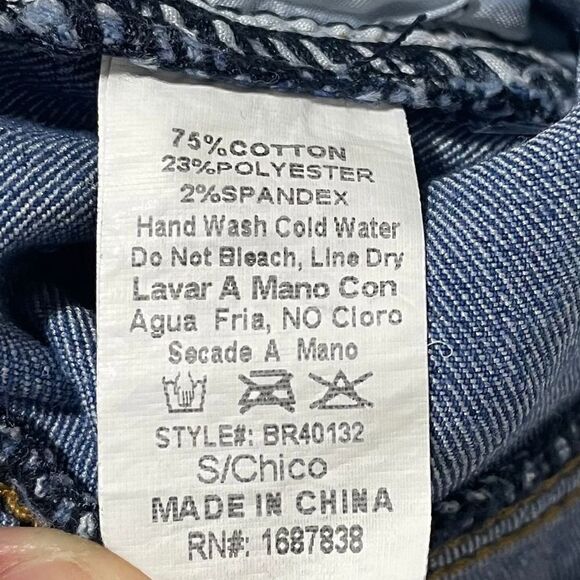 75%COTTON
23%POLYESTER
2%SPANDEX
Hand Wash Cold Water
Do Not Bleach, Line Dry
Lavar A Mano Con
Agua Fria, NO Cloro
Secade A Mano
STYLE#: BR40132
S/Chico
MADE IN CHINA
RN#: 1687838